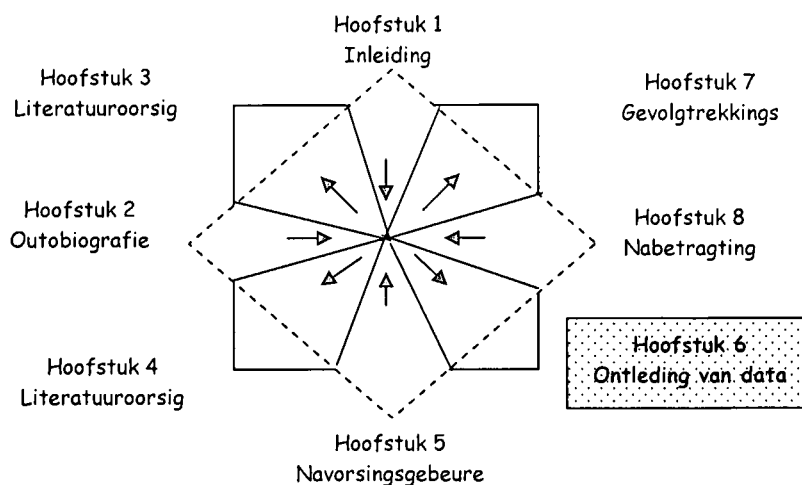 Hoofstuk 1
Inleiding
Hoofstuk 3
Literatuuroorsig
Hoofstuk 7
Gevolgtrekkings
Hoofstuk 2
Outobiografie
Hoofstuk 8
Nabetragting
Hoofstuk 4
Literatuuroorsig
Hoofstuk 6
Ontleding van data
Hoofstuk 5
Navorsingsgebeure